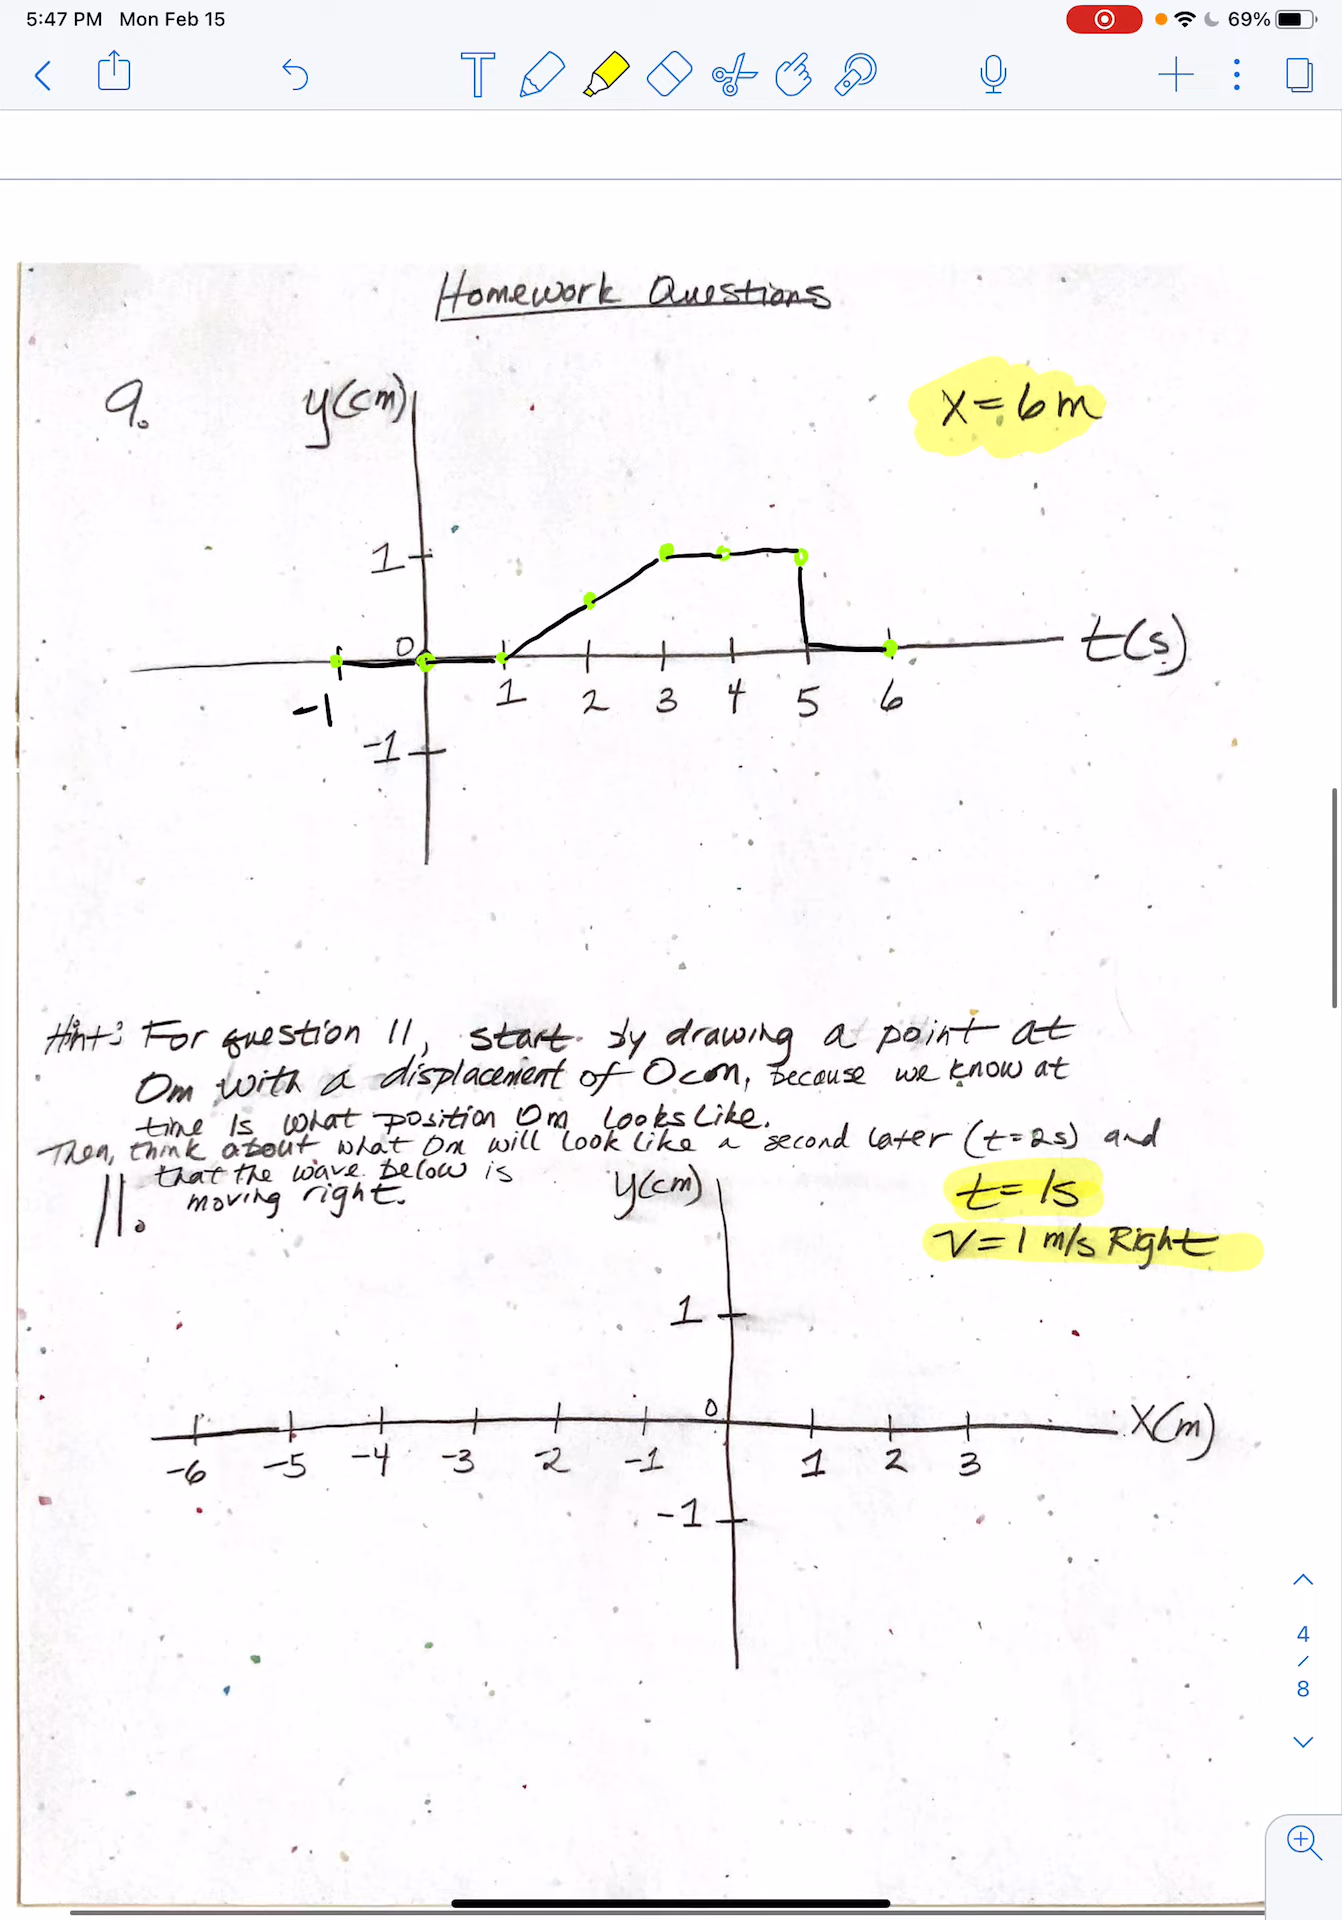 5:47 PM Mon Feb 15
69%
T
Homework Questions
9.
y(cm)
x=6m
1
0
t(s)
-1
1 2 3 4 5 6
-1
Hint: For question 11, start by drawing a point at
0m with a displacement of 0cm, because we know at
time 1s what position 0m looks like.
Then, think about what 0m will look like a second later (t=2s) and
that the wave below is
moving right.
11.
y(cm)
t=1s
v=1 m/s Right
1
0
x(m)
-6 -5 -4 -3 -2 -1 1 2 3
-1
4
/
8